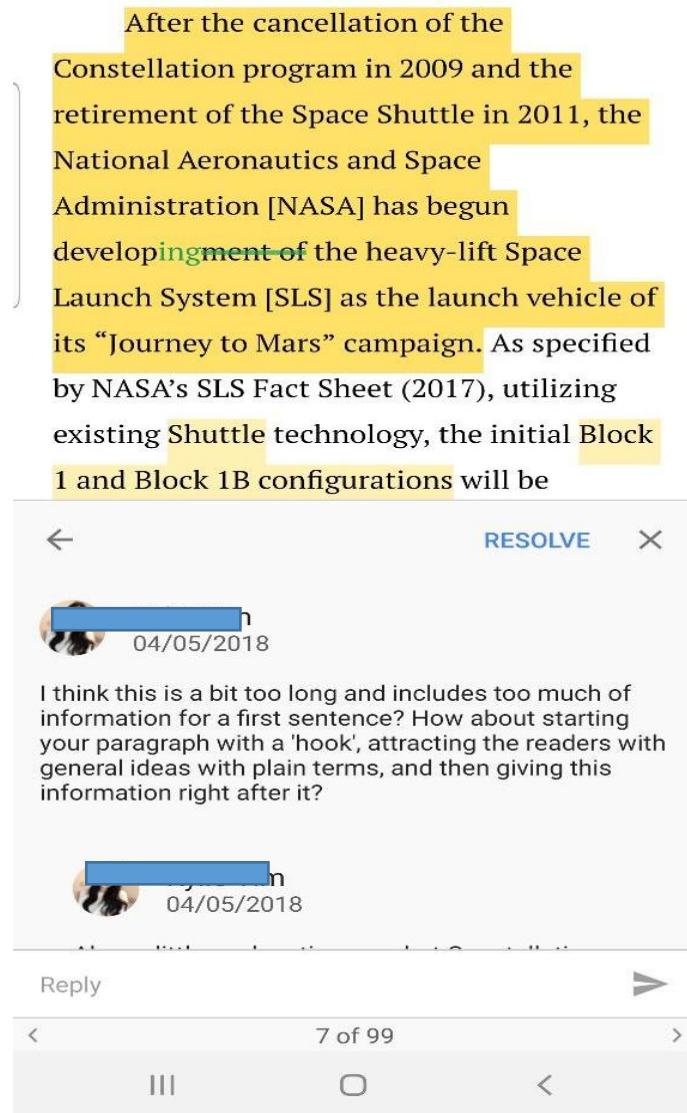 After the cancellation of the
Constellation program in 2009 and the
retirement of the Space Shuttle in 2011, the
National Aeronautics and Space
Administration [NASA] has begun
developingment of the heavy-lift Space
Launch System [SLS] as the launch vehicle of
its “Journey to Mars” campaign. As specified
by NASA’s SLS Fact Sheet (2017), utilizing
existing Shuttle technology, the initial Block
1 and Block 1B configurations will be
RESOLVE
04/05/2018
I think this is a bit too long and includes too much of
information for a first sentence? How about starting
your paragraph with a 'hook', attracting the readers with
general ideas with plain terms, and then giving this
information right after it?
04/05/2018
Reply
7 of 99